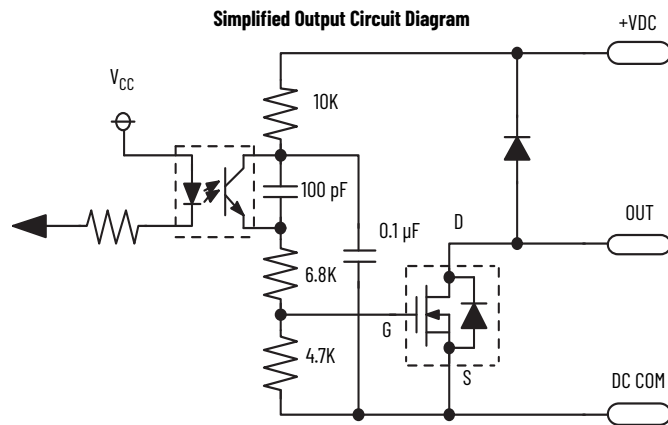 Simplified Output Circuit Diagram
+VDC
VCC
10K
100 pF
0.1 µF
D
OUT
6.8K
G
4.7K
S
DC COM